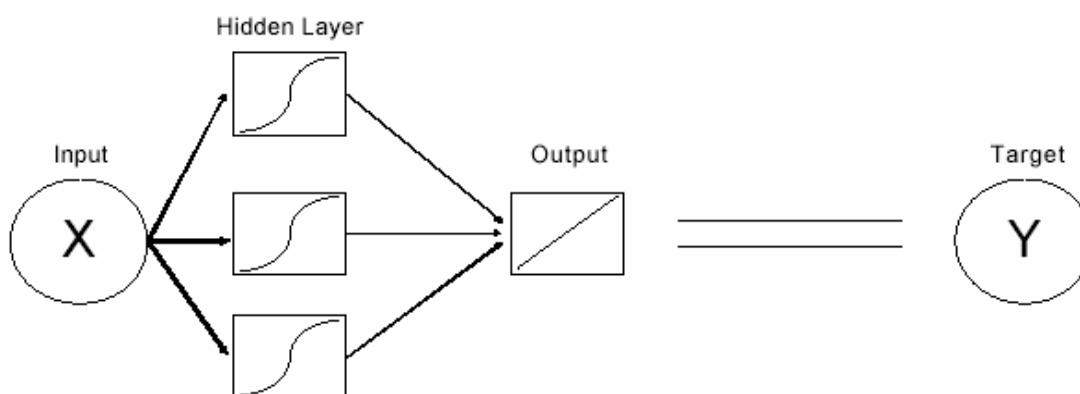 Hidden Layer
Input
Output
Target
X
Y